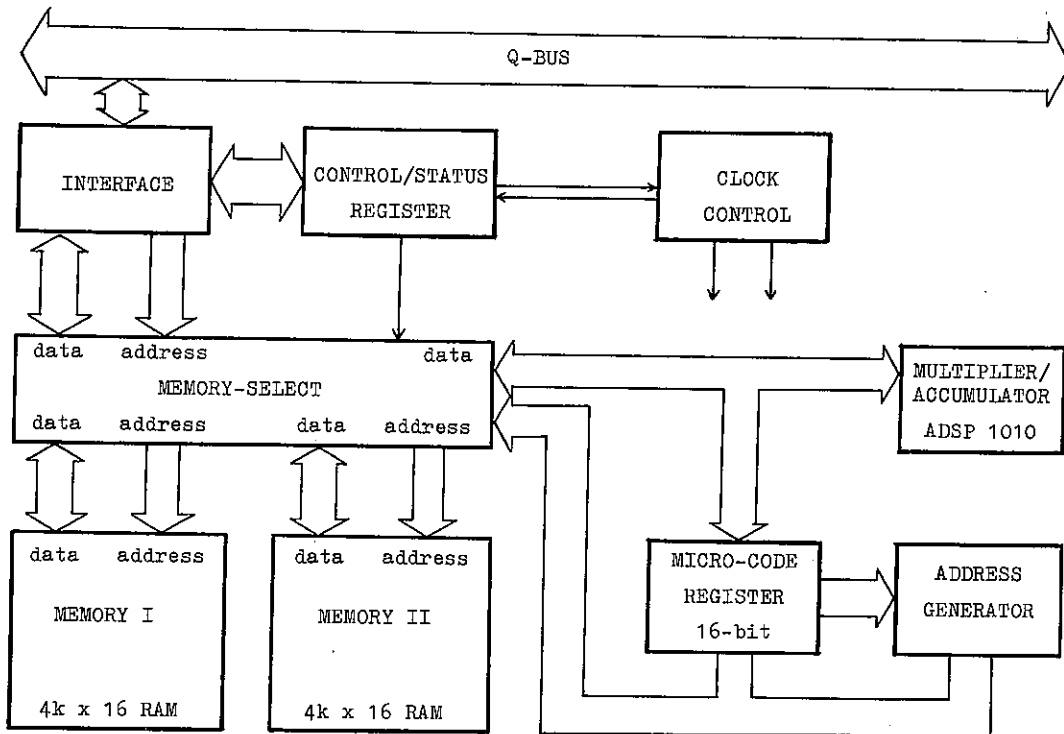 Q-BUS
INTERFACE
CONTROL/STATUS
REGISTER
CLOCK
CONTROL
data address data
MEMORY-SELECT
data address data address
MULTIPLIER/
ACCUMULATOR
ADSP 1010
data address
MEMORY I
4k x 16 RAM
data address
MEMORY II
4k x 16 RAM
MICRO-CODE
REGISTER
16-bit
ADDRESS
GENERATOR